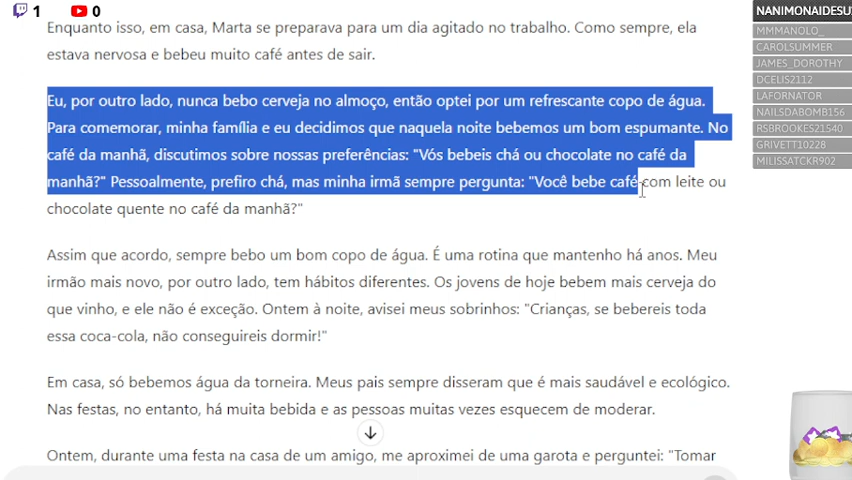 1 0
Enquanto isso, em casa, Marta se preparava para um dia agitado no trabalho. Como sempre, ela
estava nervosa e bebeu muito café antes de sair.
Eu, por outro lado, nunca bebo cerveja no almoço, então optei por um refrescante copo de água.
Para comemorar, minha família e eu decidimos que naquela noite bebemos um bom espumante. No
café da manhã, discutimos sobre nossas preferências: "Vós bebeis chá ou chocolate no café da
manhã?" Pessoalmente, prefiro chá, mas minha irmã sempre pergunta: "Você bebe café com leite ou
chocolate quente no café da manhã?"
Assim que acordo, sempre bebo um bom copo de água. É uma rotina que mantenho há anos. Meu
irmão mais novo, por outro lado, tem hábitos diferentes. Os jovens de hoje bebem mais cerveja do
que vinho, e ele não é exceção. Ontem à noite, avisei meus sobrinhos: "Crianças, se bebereis toda
essa coca-cola, não conseguireis dormir!"
Em casa, só bebemos água da torneira. Meus pais sempre disseram que é mais saudável e ecológico.
Nas festas, no entanto, há muita bebida e as pessoas muitas vezes esquecem de moderar.
Ontem, durante uma festa na casa de um amigo, me aproximei de uma garota e perguntei: "Tomar
NANIMONAIDESU
MMMANOLO_
CAROLSUMMER
JAMES_DOROTHY
DCELIS2112
LAFORNATOR
NAILSDABOMB156
RSBROOKES21540
GRIVETT10228
MILISSATCKR902